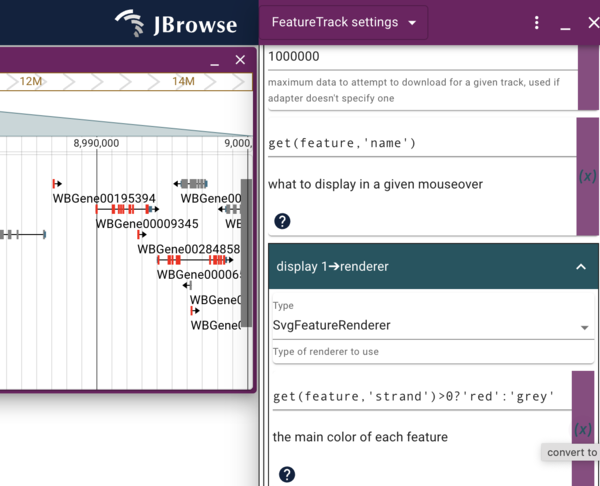 JBrowse
FeatureTrack settings
12M
14M
8,990,000
9,000,
WBGene00195394
WBGene00
WBGene00009345
WB
WBGene00284858
WBGene000065
WBGene0
WBGene0
1000000
maximum data to attempt to download for a given track, used if
adapter doesn't specify one
get(feature,'name')
(x)
what to display in a given mouseover
?
display 1➔renderer
Type
SvgFeatureRenderer
Type of renderer to use
get(feature,'strand')>0?'red':'grey'
(x)
the main color of each feature
convert to
?